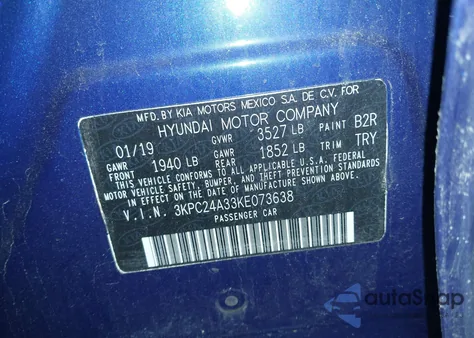 MFD. BY KIA MOTORS MEXICO S.A. DE C.V. FOR
HYUNDAI MOTOR COMPANY
01/19 GVWR 3527 LB PAINT B2R
GAWR FRONT 1940 LB GAWR REAR 1852 LB TRIM TRY
THIS VEHICLE CONFORMS TO ALL APPLICABLE U.S.A. FEDERAL
MOTOR VEHICLE SAFETY, BUMPER, AND THEFT PREVENTION STANDARDS
IN EFFECT ON THE DATE OF MANUFACTURE SHOWN ABOVE.
V.I.N. 3KPC24A33KE073638
PASSENGER CAR
autoSnap